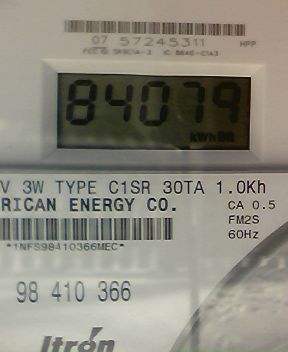 07 57245311 HPP
84079
kWh
V 3W TYPE C1SR 30TA 1.0Kh
RICAN ENERGY CO. CA 0.5
FM2S
*1NFS98410366MEC* 60Hz
98 410 366
Itrón